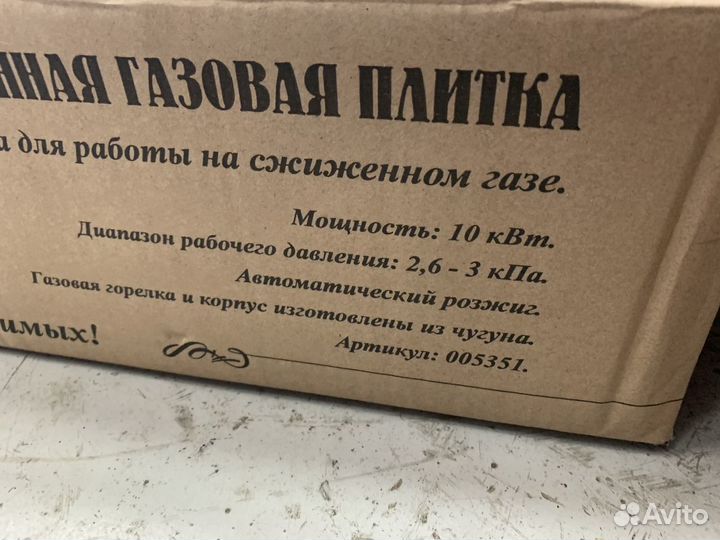 ННАЯ ГАЗОВАЯ ПЛИТКА
а для работы на сжиженном газе.
Мощность: 10 кВт.
Диапазон рабочего давления: 2,6 - 3 кПа.
Автоматический розжиг.
Газовая горелка и корпус изготовлены из чугуна.
имых!
Артикул: 005351.
Avito